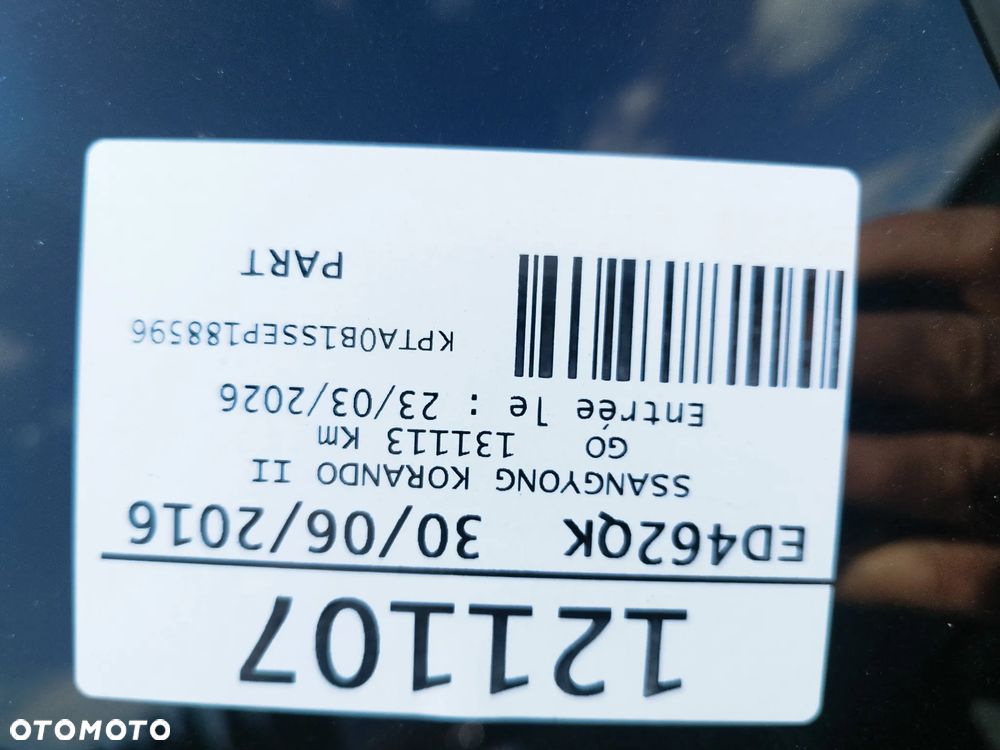 121107
ED462QK 30/06/2016
SSANGYONG KORANDO II
GO 131113 Km
Entrée le : 23/03/2026
KPTA0B1SSEP188596
PART
OTOMOTO